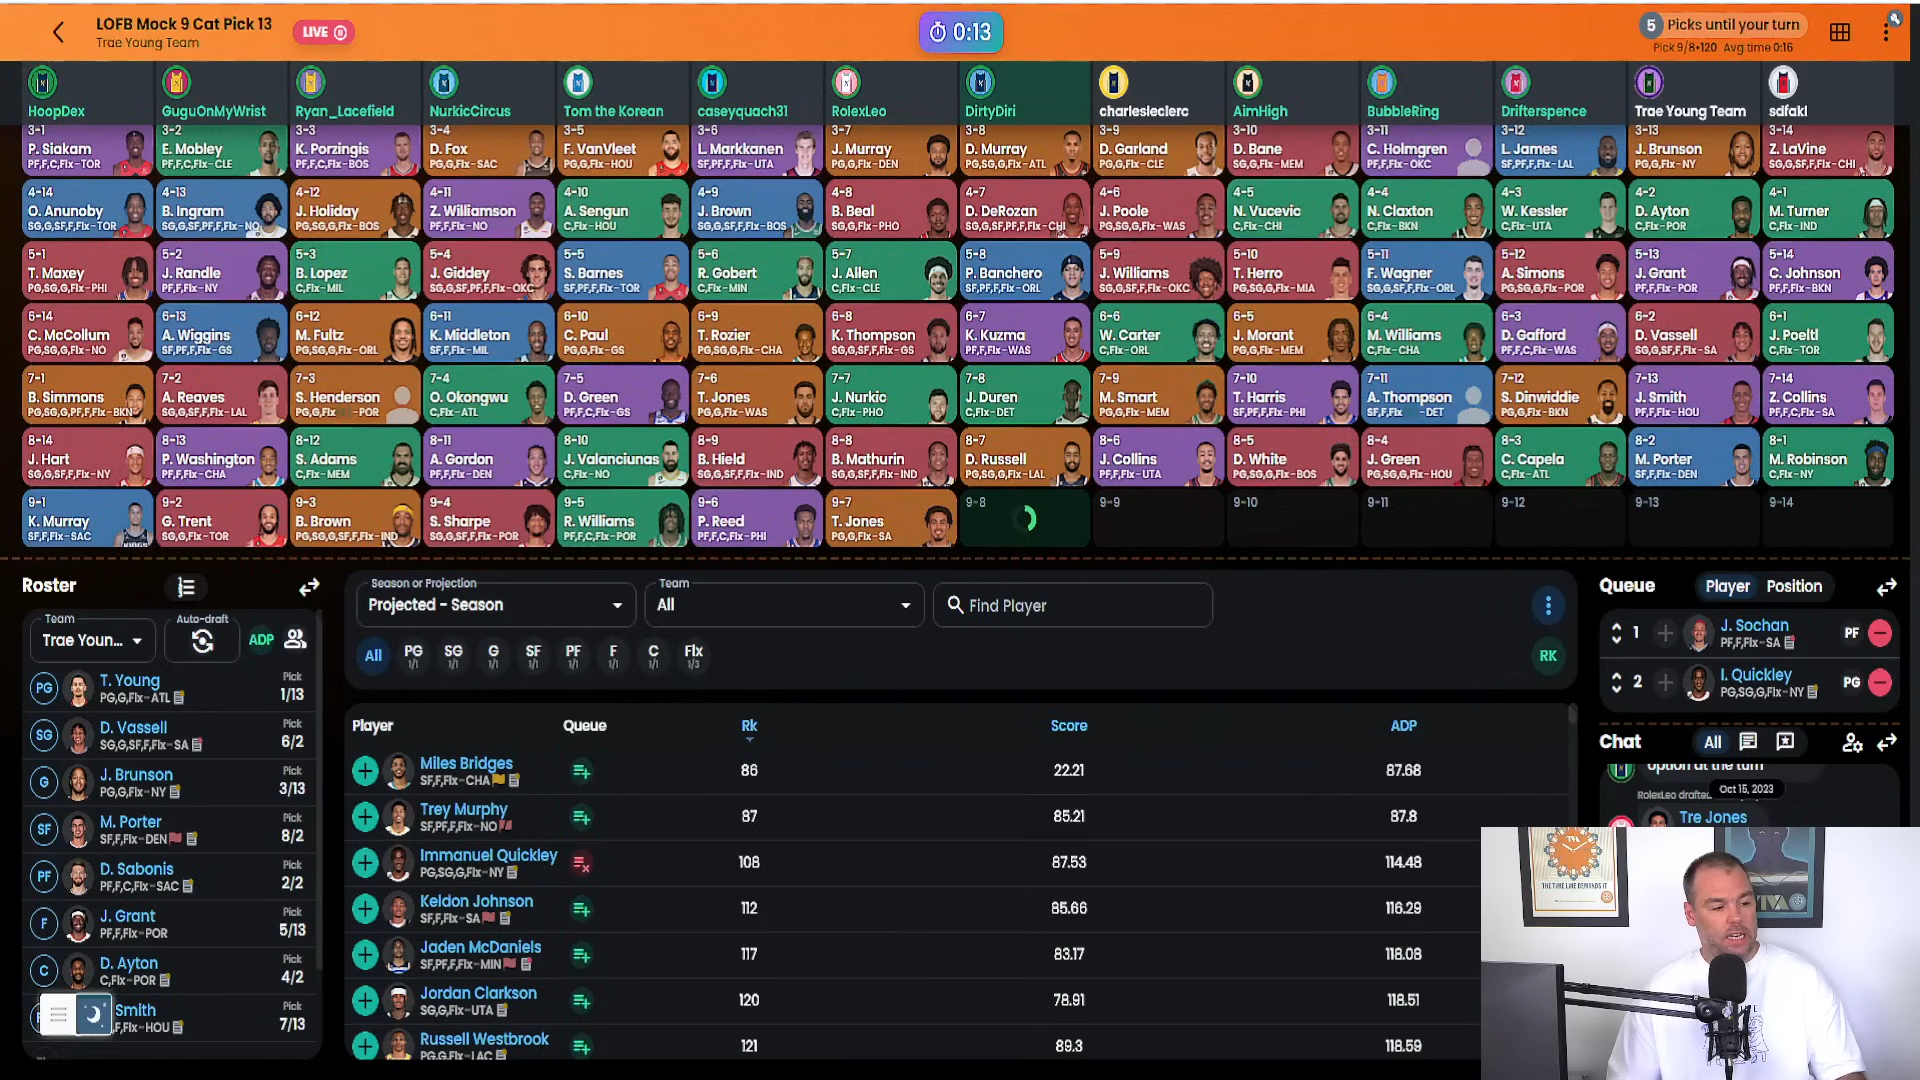 LOFB Mock 9 Cat Pick 13
Trae Young Team
LIVE
0:13
5 Picks until your turn
Pick 9/8•120 Avg time 0:16
HoopDex GuguOnMyWrist Ryan_Lacefield NurkicCircus Tom the Korean caseyquach31 RolexLeo DirtyDiri charlesleclerc AimHigh BubbleRing Drifterspence Trae Young Team sdfakl
3-1 3-2 3-3 3-4 3-5 3-6 3-7 3-8 3-9 3-10 3-11 3-12 3-13 3-14
P. Siakam E. Mobley K. Porzingis D. Fox F. VanVleet L. Markkanen J. Murray D. Murray D. Garland D. Bane C. Holmgren L. James J. Brunson Z. LaVine
PF,F,C,Flx-TOR PF,F,C,Flx-CLE PF,F,C,Flx-BOS PG,G,Flx-SAC PG,G,Flx-HOU SF,PF,F,Flx-UTA PG,G,Flx-DEN PG,SG,G,Flx-ATL PG,G,Flx-CLE SG,G,Flx-MEM PF,F,Flx-OKC SF,PF,F,Flx-LAL PG,G,Flx-NY SG,G,SF,F,Flx-CHI
4-14 4-13 4-12 4-11 4-10 4-9 4-8 4-7 4-6 4-5 4-4 4-3 4-2 4-1
O. Anunoby B. Ingram J. Holiday Z. Williamson A. Sengun J. Brown B. Beal D. DeRozan J. Poole N. Vucevic N. Claxton W. Kessler D. Ayton M. Turner
SG,G,SF,F,Flx-TOR SG,G,SF,PF,F,Flx-NO PG,SG,G,Flx-BOS PF,F,Flx-NO C,Flx-HOU SG,G,SF,F,Flx-BOS SG,G,Flx-PHO SG,G,SF,PF,F,Flx-CHI PG,SG,G,Flx-WAS C,Flx-CHI C,Flx-BKN C,Flx-UTA C,Flx-POR C,Flx-IND
5-1 5-2 5-3 5-4 5-5 5-6 5-7 5-8 5-9 5-10 5-11 5-12 5-13 5-14
T. Maxey J. Randle B. Lopez J. Giddey S. Barnes R. Gobert J. Allen P. Banchero J. Williams T. Herro F. Wagner A. Simons J. Grant C. Johnson
PG,SG,G,Flx-PHI PF,F,Flx-NY C,Flx-MIL SG,G,SF,PF,F,Flx-OKC SF,PF,F,Flx-TOR C,Flx-MIN C,Flx-CLE SF,PF,F,Flx-ORL SG,G,SF,F,Flx-OKC PG,SG,G,Flx-MIA SG,G,SF,F,Flx-ORL PG,SG,G,Flx-POR PF,F,Flx-POR PF,F,Flx-BKN
6-14 6-13 6-12 6-11 6-10 6-9 6-8 6-7 6-6 6-5 6-4 6-3 6-2 6-1
C. McCollum A. Wiggins M. Fultz K. Middleton C. Paul T. Rozier K. Thompson K. Kuzma W. Carter J. Morant M. Williams D. Gafford D. Vassell J. Poeltl
PG,SG,G,Flx-NO SF,PF,F,Flx-GS PG,SG,G,Flx-ORL SF,F,Flx-MIL PG,G,Flx-GS PG,SG,G,Flx-CHA SG,G,SF,F,Flx-GS PF,F,Flx-WAS C,Flx-ORL PG,G,Flx-MEM C,Flx-CHA PF,F,C,Flx-WAS SG,G,SF,F,Flx-SA C,Flx-TOR
7-1 7-2 7-3 7-4 7-5 7-6 7-7 7-8 7-9 7-10 7-11 7-12 7-13 7-14
B. Simmons A. Reaves S. Henderson O. Okongwu D. Green T. Jones J. Nurkic J. Duren M. Smart T. Harris A. Thompson S. Dinwiddie J. Smith Z. Collins
PG,SG,G,PF,F,Flx-BKN SG,G,SF,F,Flx-LAL PG,G,Flx -POR C,Flx-ATL PF,F,C,Flx-GS PG,G,Flx-WAS C,Flx-PHO C,Flx-DET PG,G,Flx-MEM SF,PF,F,Flx-PHI SF,F,Flx -DET PG,G,Flx-BKN PF,F,Flx-HOU PF,F,C,Flx-SA
8-14 8-13 8-12 8-11 8-10 8-9 8-8 8-7 8-6 8-5 8-4 8-3 8-2 8-1
J. Hart P. Washington S. Adams A. Gordon J. Valanciunas B. Hield B. Mathurin D. Russell J. Collins D. White J. Green C. Capela M. Porter M. Robinson
SG,G,SF,F,Flx-NY PF,F,Flx-CHA C,Flx-MEM PF,F,Flx-DEN C,Flx-NO SG,G,SF,F,Flx-IND SG,G,SF,F,Flx-IND PG,G,Flx-LAL PF,F,Flx-UTA PG,SG,G,Flx-BOS PG,SG,G,Flx-HOU C,Flx-ATL SF,F,Flx-DEN C,Flx-NY
9-1 9-2 9-3 9-4 9-5 9-6 9-7 9-8 9-9 9-10 9-11 9-12 9-13 9-14
K. Murray G. Trent B. Brown S. Sharpe R. Williams P. Reed T. Jones
SF,F,Flx-SAC SG,G,Flx-TOR PG,SG,G,SF,F,Flx-IND SG,G,SF,F,Flx-POR PF,F,C,Flx-POR PF,F,C,Flx-PHI PG,G,Flx-SA
Roster
Team
Trae Youn...
Auto-draft
ADP
PG T. Young Pick
PG,G,Flx-ATL 1/13
SG D. Vassell Pick
SG,G,SF,F,Flx-SA 6/2
G J. Brunson Pick
PG,G,Flx-NY 3/13
SF M. Porter Pick
SF,F,Flx-DEN 8/2
PF D. Sabonis Pick
PF,F,C,Flx-SAC 2/2
F J. Grant Pick
PF,F,Flx-POR 5/13
C D. Ayton Pick
C,Flx-POR 4/2
Smith Pick
F,Flx-HOU 7/13
Season or Projection
Projected - Season
Team
All
Find Player
All PG SG G SF PF F C Flx RK
1/1 1/1 1/1 1/1 1/1 1/1 1/1 1/3
Player Queue Rk Score ADP
Miles Bridges 86 22.21 87.68
SF,F,Flx-CHA
Trey Murphy 87 85.21 87.8
SF,PF,F,Flx-NO
Immanuel Quickley 108 87.53 114.48
PG,SG,G,Flx-NY
Keldon Johnson 112 85.66 116.29
SF,F,Flx-SA
Jaden McDaniels 117 83.17 118.08
SF,PF,F,Flx-MIN
Jordan Clarkson 120 78.91 118.51
SG,G,Flx-UTA
Russell Westbrook 121 89.3 118.59
PG,G,Flx-LAC
Queue Player Position
1 J. Sochan PF
PF,F,Flx-SA
2 I. Quickley PG
PG,SG,G,Flx-NY
Chat All
option at the turn
RolexLeo drafted
Oct 15, 2023
Tre Jones
THE TIME LIKE DEMANDS IT